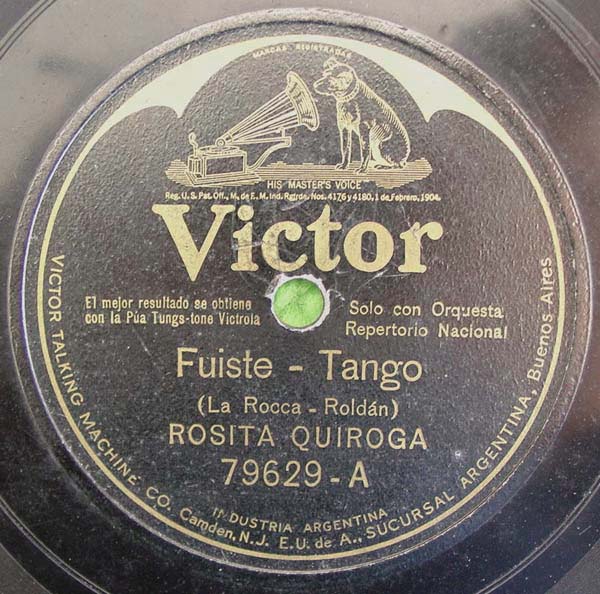 MARCAS REGISTRADAS
HIS MASTER'S VOICE
Reg. U.S. Pat. Off., M. de F., M. Ind. Rgtrda. Nos. 4176 y 4180, 1 de Febrero, 1904.
Victor
El mejor resultado se obtiene
con la Púa Tungs-tone Victrola
Solo con Orquesta
Repertorio Nacional
Fuiste - Tango
(La Rocca - Roldán)
ROSITA QUIROGA
79629 - A
INDUSTRIA ARGENTINA
VICTOR TALKING MACHINE CO. Camden, N.J. E.U. de A., SUCURSAL ARGENTINA, Buenos Aires